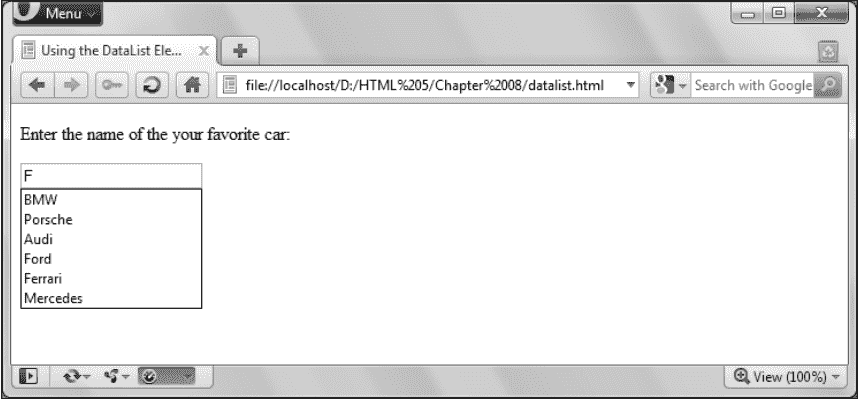 Menu
Using the DataList Ele...
file://localhost/D:/HTML%205/Chapter%2008/datalist.html
Search with Google
Enter the name of the your favorite car:
F
BMW
Porsche
Audi
Ford
Ferrari
Mercedes
View (100%)